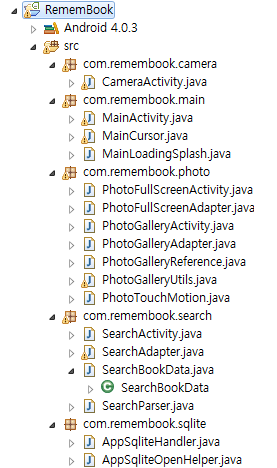 RememBook
Android 4.0.3
src
com.remembook.camera
CameraActivity.java
com.remembook.main
MainActivity.java
MainCursor.java
MainLoadingSplash.java
com.remembook.photo
PhotoFullScreenActivity.java
PhotoFullScreenAdapter.java
PhotoGalleryActivity.java
PhotoGalleryAdapter.java
PhotoGalleryReference.java
PhotoGalleryUtils.java
PhotoTouchMotion.java
com.remembook.search
SearchActivity.java
SearchAdapter.java
SearchBookData.java
SearchBookData
SearchParser.java
com.remembook.sqlite
AppSqliteHandler.java
AppSqliteOpenHelper.java